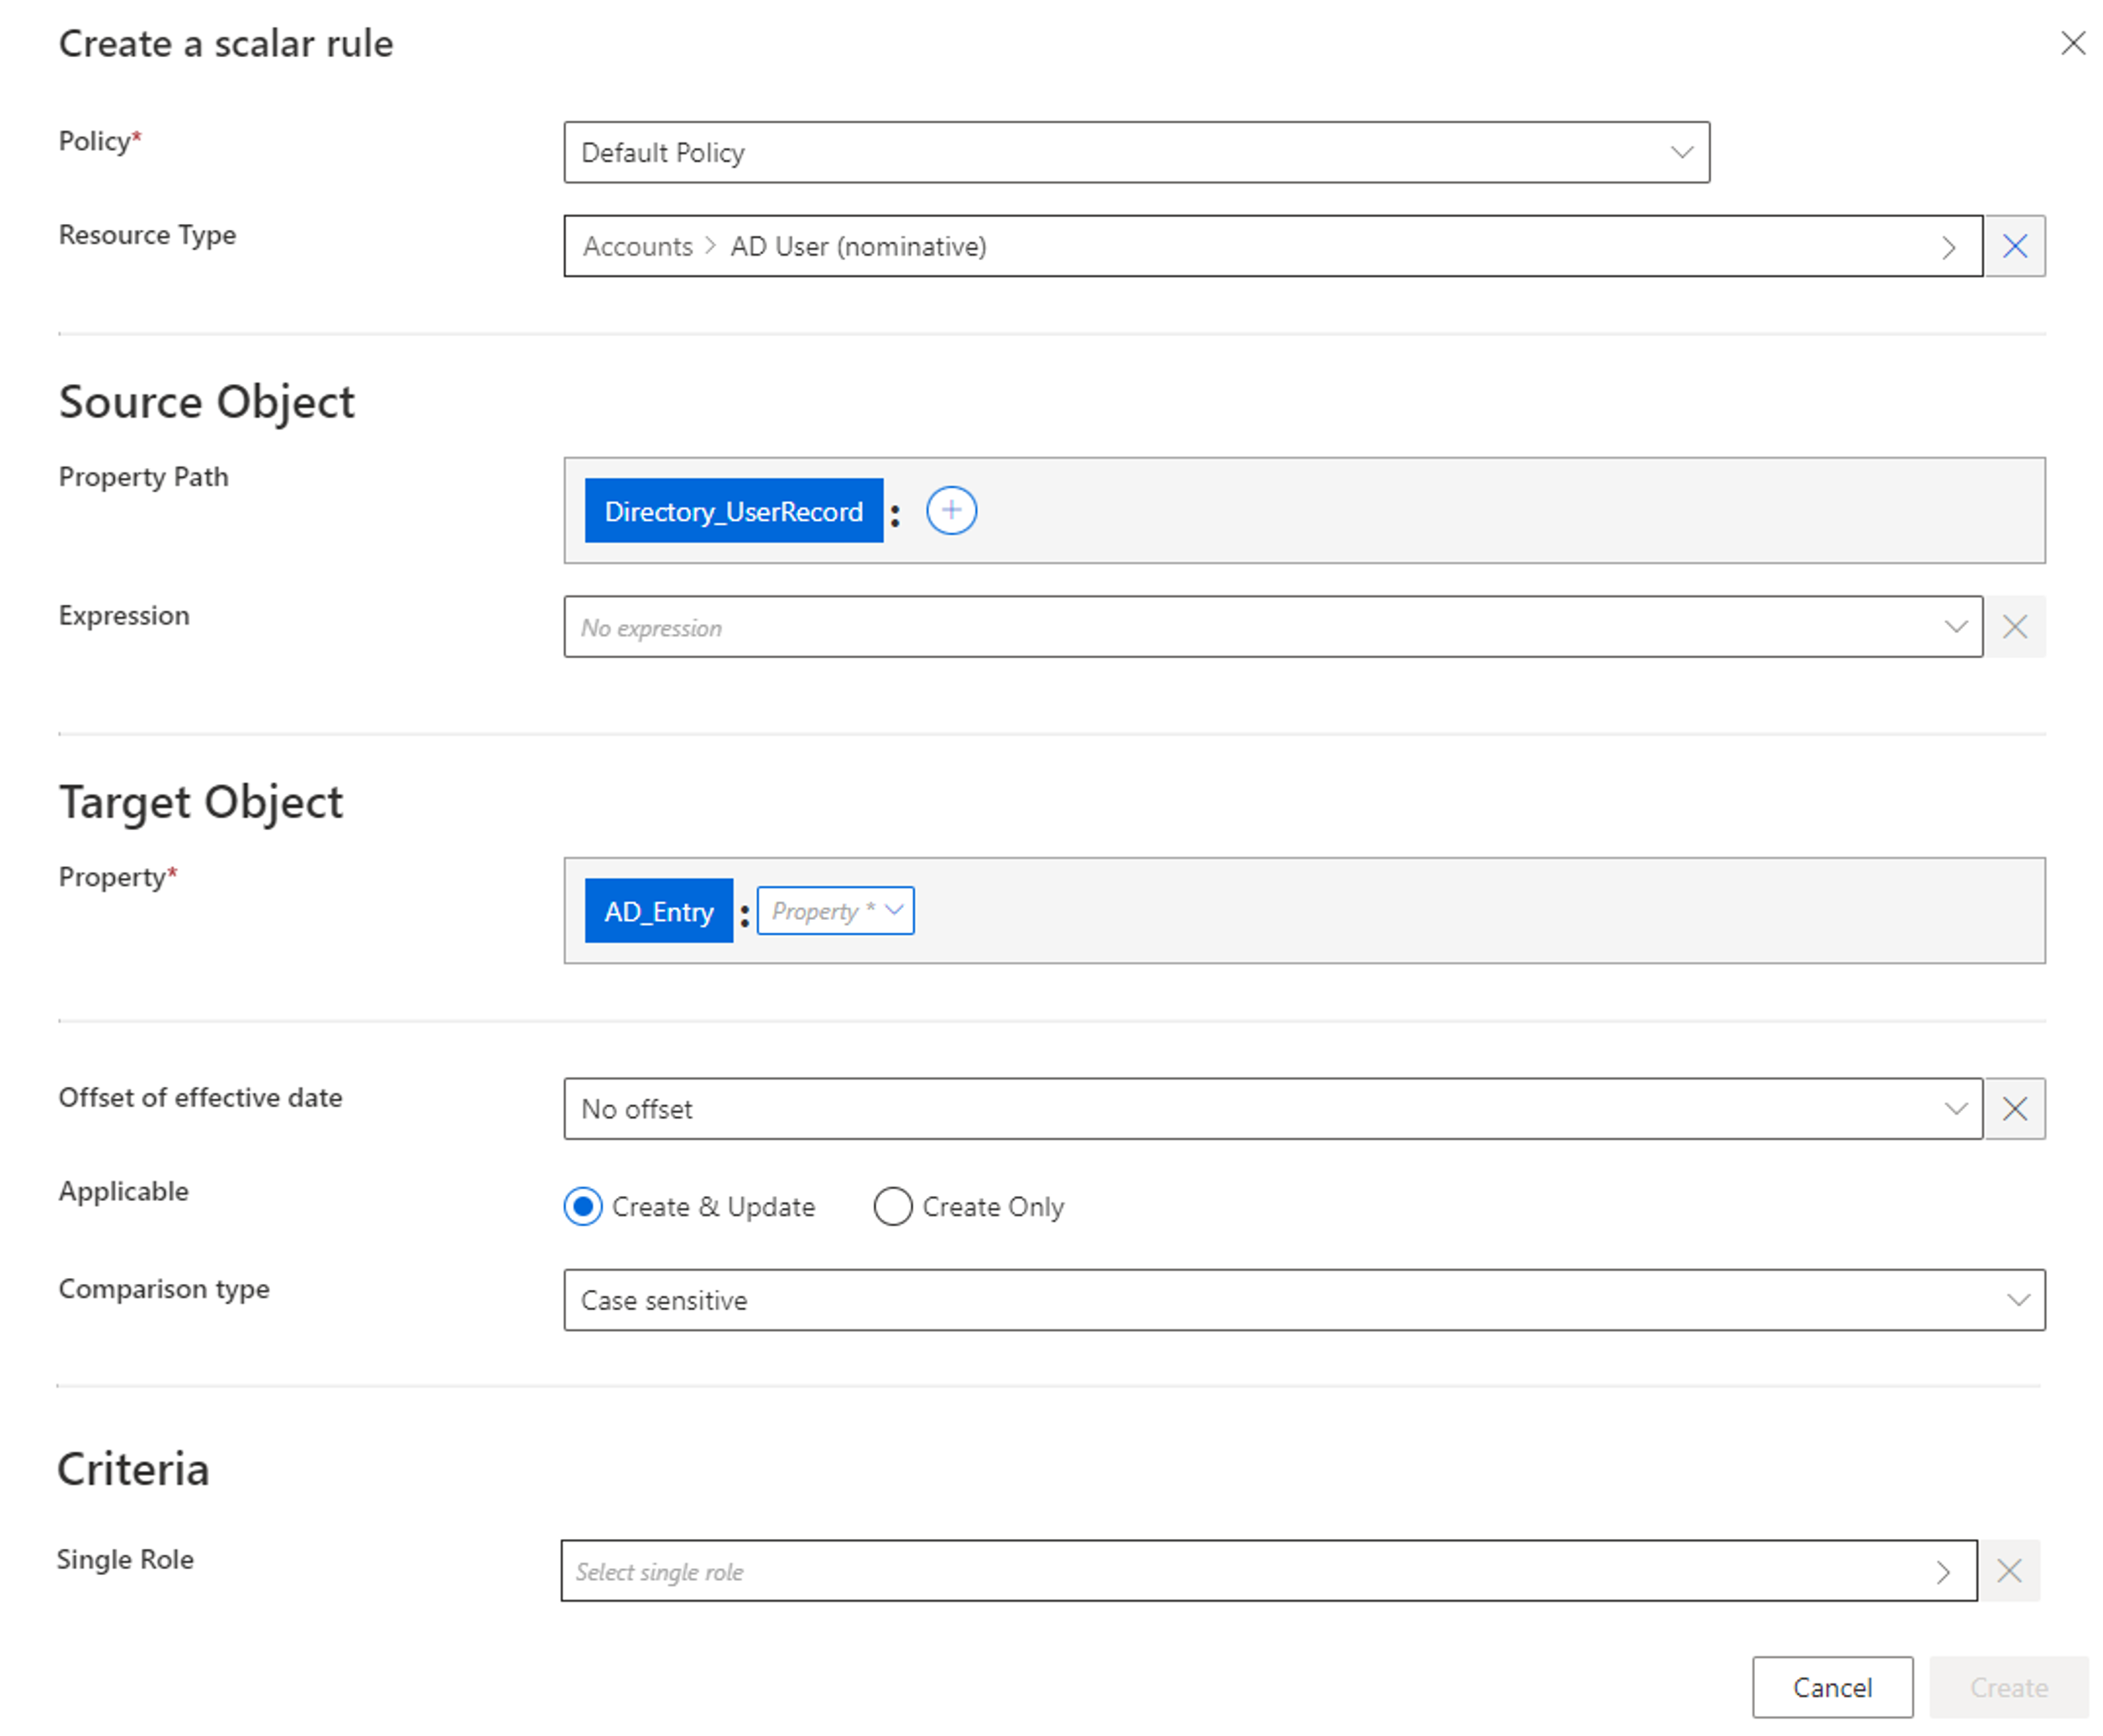 Create a scalar rule
Policy*
Default Policy
Resource Type
Accounts > AD User (nominative)
Source Object
Property Path
Directory_UserRecord :
Expression
No expression
Target Object
Property*
AD_Entry : Property *
Offset of effective date
No offset
Applicable
Create & Update
Create Only
Comparison type
Case sensitive
Criteria
Single Role
Select single role
Cancel
Create